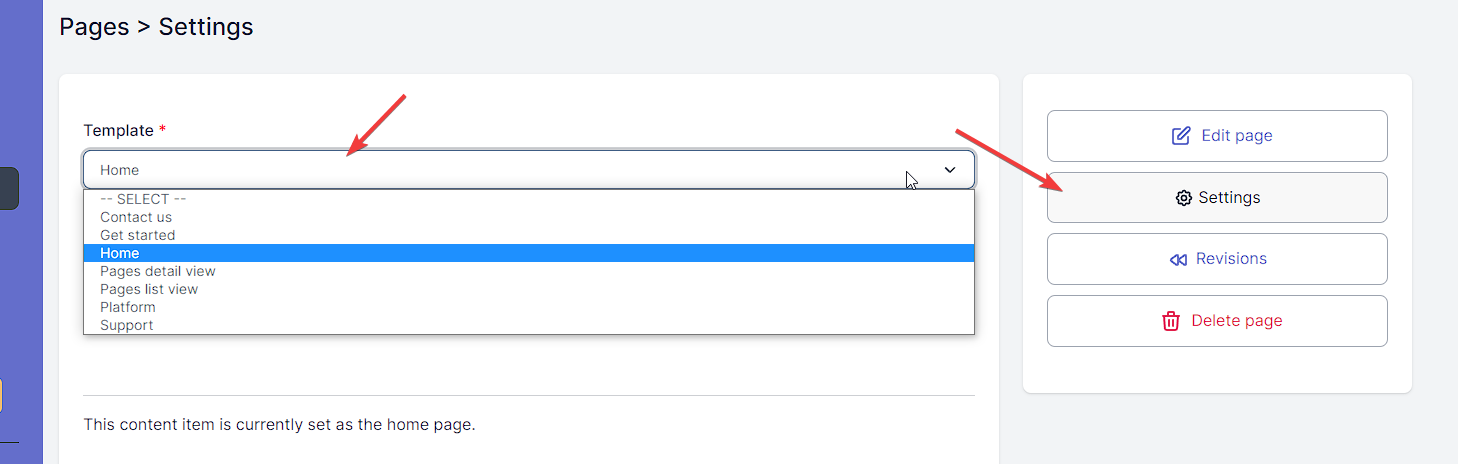 Pages > Settings
Template *
Home
-- SELECT --
Contact us
Get started
Home
Pages detail view
Pages list view
Platform
Support
This content item is currently set as the home page.
Edit page
Settings
Revisions
Delete page